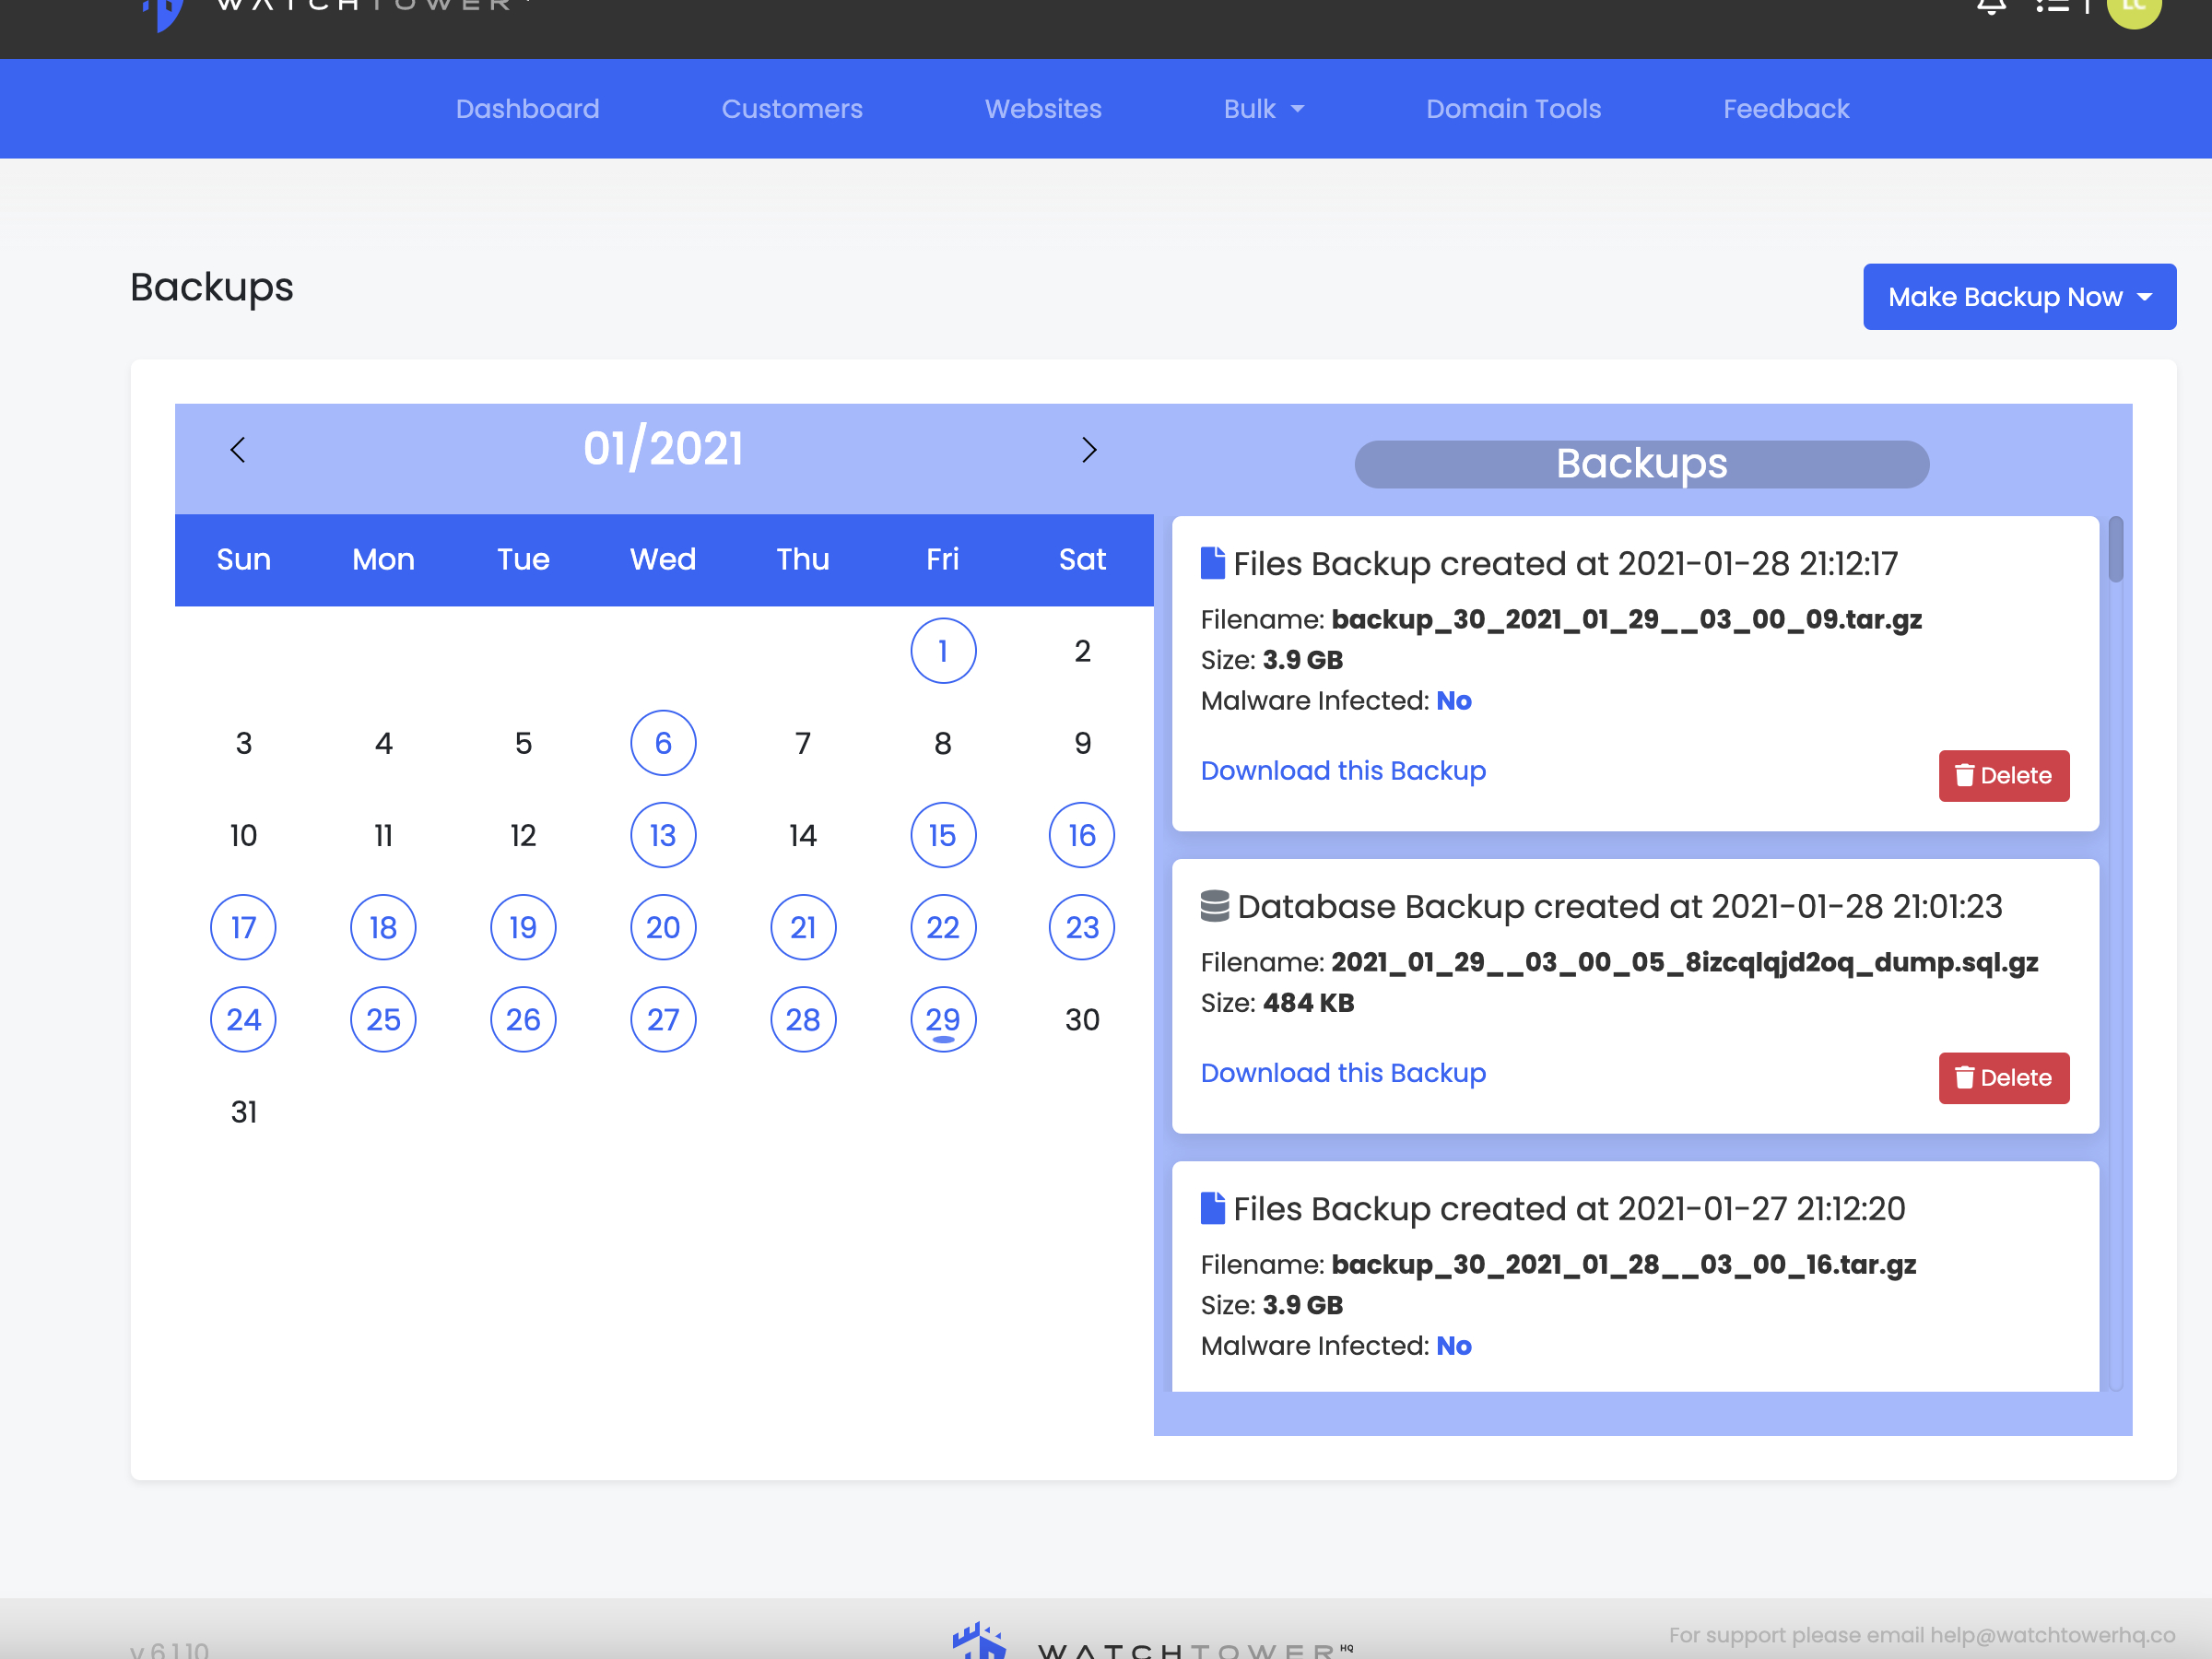 WATCHTOWER
LC
Dashboard Customers Websites Bulk Domain Tools Feedback
Backups
Make Backup Now
01/2021
Sun Mon Tue Wed Thu Fri Sat
1 2
3 4 5 6 7 8 9
10 11 12 13 14 15 16
17 18 19 20 21 22 23
24 25 26 27 28 29 30
31
Backups
Files Backup created at 2021-01-28 21:12:17
Filename: backup_30_2021_01_29__03_00_09.tar.gz
Size: 3.9 GB
Malware Infected: No
Download this Backup
Delete
Database Backup created at 2021-01-28 21:01:23
Filename: 2021_01_29__03_00_05_8izcqlqjd2oq_dump.sql.gz
Size: 484 KB
Download this Backup
Delete
Files Backup created at 2021-01-27 21:12:20
Filename: backup_30_2021_01_28__03_00_16.tar.gz
Size: 3.9 GB
Malware Infected: No
v 6.1.10
WATCHTOWER HQ
For support please email help@watchtowerhq.co